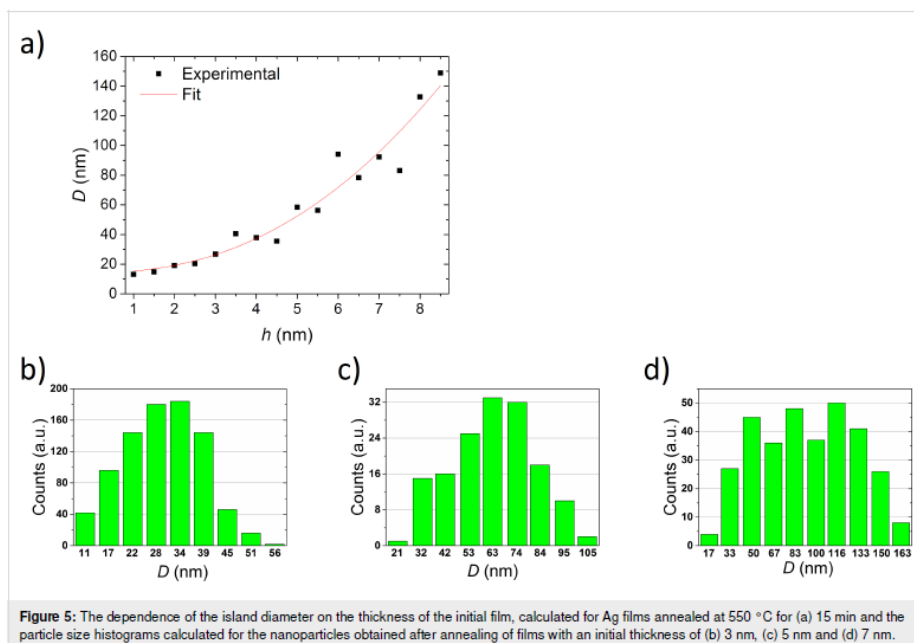 a)
160
140
120
100
80
60
40
20
0
D (nm)
Experimental
Fit
1 2 3 4 5 6 7 8
h (nm)
b)
200
160
120
80
40
0
Counts (a.u.)
11 17 22 28 34 39 45 51 56
D (nm)
c)
32
24
16
8
0
Counts (a.u.)
21 32 42 53 63 74 84 95 105
D (nm)
d)
50
40
30
20
10
0
Counts (a.u.)
17 33 50 67 83 100 116 133 150 163
D (nm)
Figure 5: The dependence of the island diameter on the thickness of the initial film, calculated for Ag films annealed at 550 °C for (a) 15 min and the
particle size histograms calculated for the nanoparticles obtained after annealing of films with an initial thickness of (b) 3 nm, (c) 5 nm and (d) 7 nm.